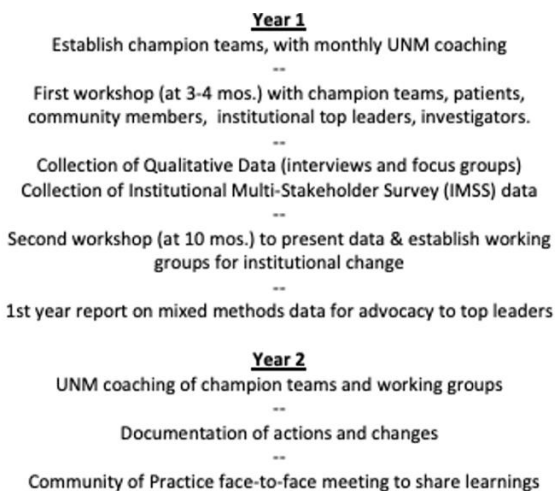 Year 1
Establish champion teams, with monthly UNM coaching
--
First workshop (at 3-4 mos.) with champion teams, patients,
community members, institutional top leaders, investigators.
--
Collection of Qualitative Data (interviews and focus groups)
Collection of Institutional Multi-Stakeholder Survey (IMSS) data
--
Second workshop (at 10 mos.) to present data & establish working
groups for institutional change
--
1st year report on mixed methods data for advocacy to top leaders
Year 2
UNM coaching of champion teams and working groups
--
Documentation of actions and changes
--
Community of Practice face-to-face meeting to share learnings